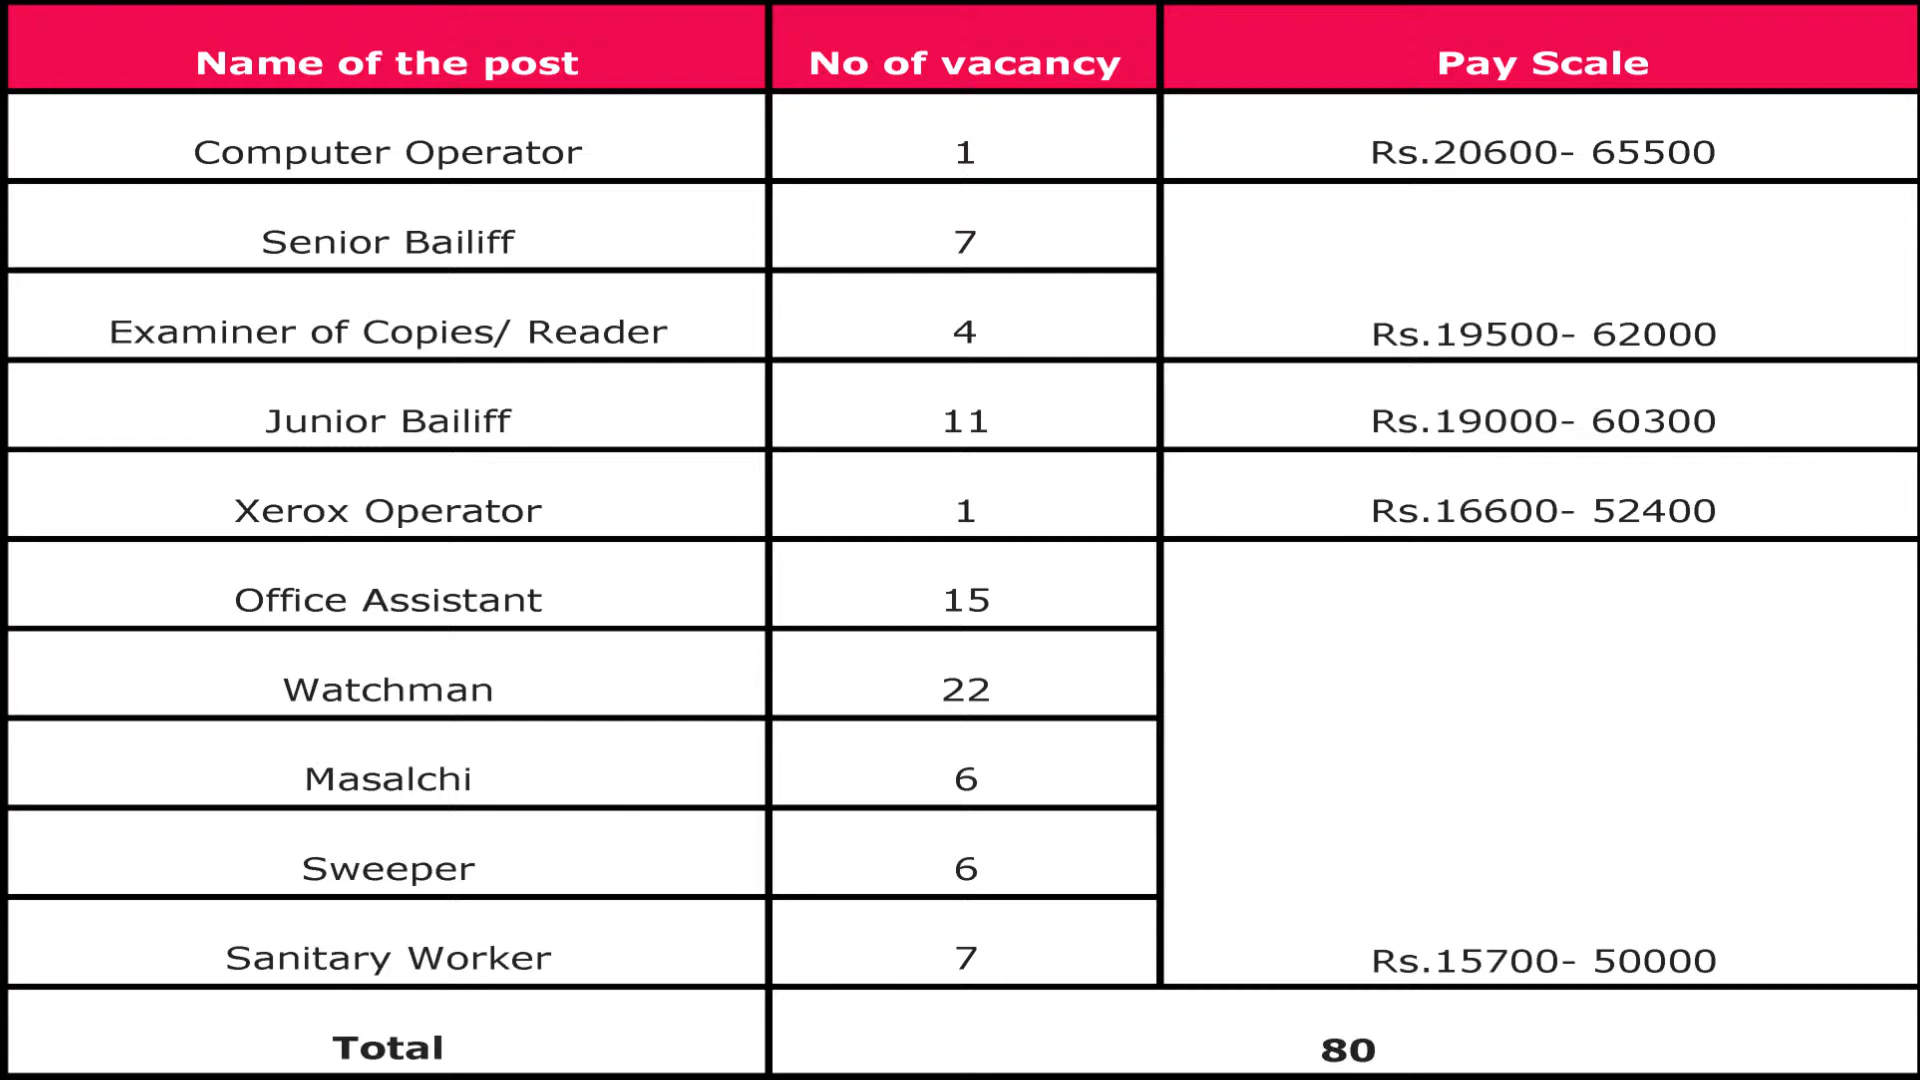 Name of the post No of vacancy Pay Scale
Computer Operator 1 Rs.20600- 65500
Senior Bailiff 7
Examiner of Copies/ Reader 4 Rs.19500- 62000
Junior Bailiff 11 Rs.19000- 60300
Xerox Operator 1 Rs.16600- 52400
Office Assistant 15
Watchman 22
Masalchi 6
Sweeper 6
Sanitary Worker 7 Rs.15700- 50000
Total 80